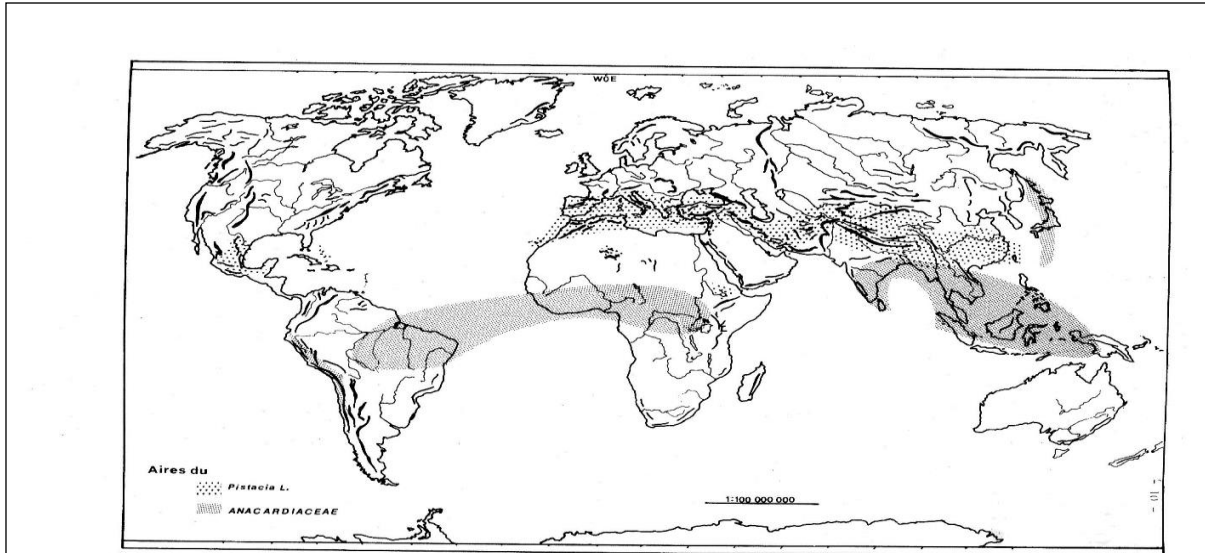 WOE
Aires du
Pistacia L.
ANACARDIACEAE
1:100 000 000